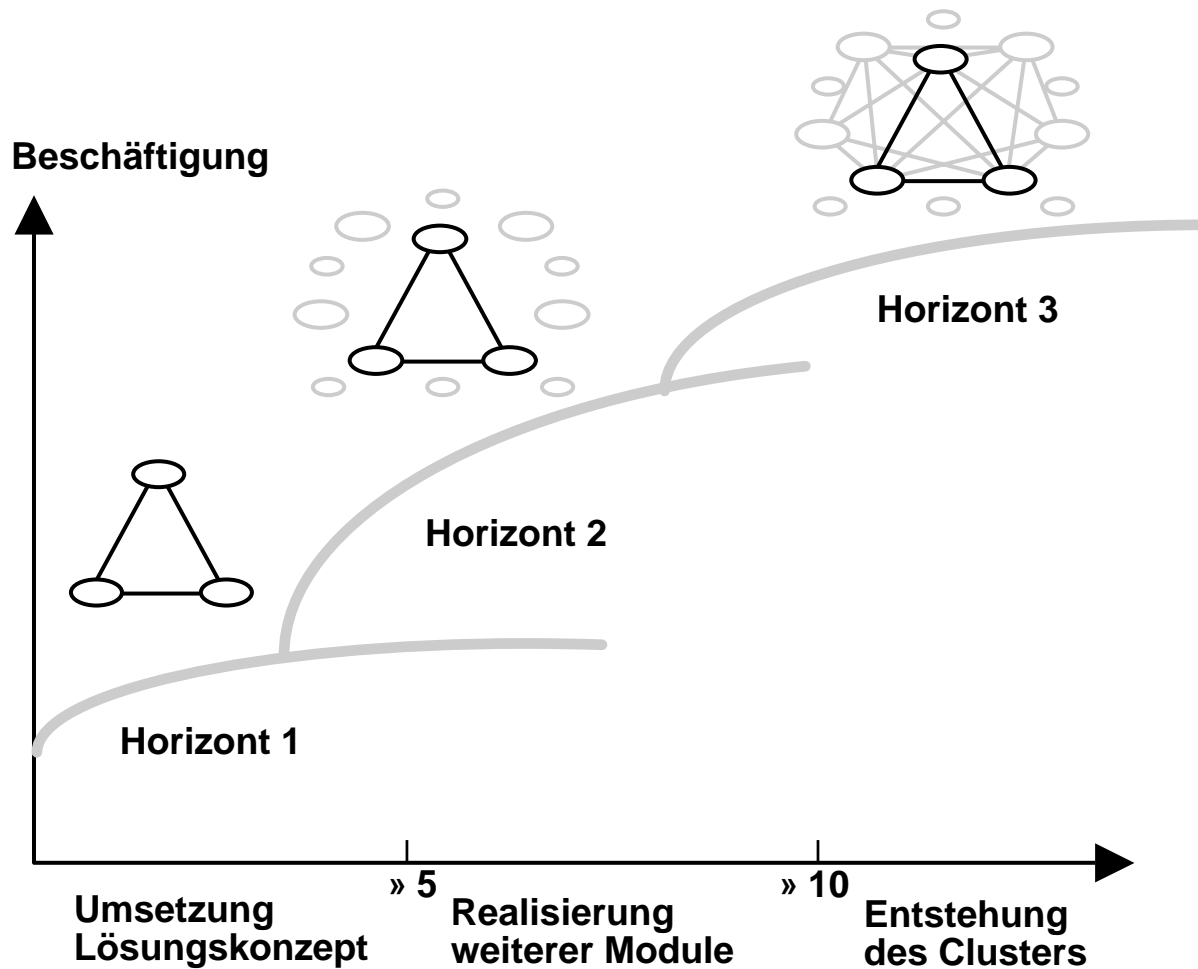 Beschäftigung
Horizont 3
Horizont 2
Horizont 1
» 5
» 10
Umsetzung
Lösungskonzept
Realisierung
weiterer Module
Entstehung
des Clusters